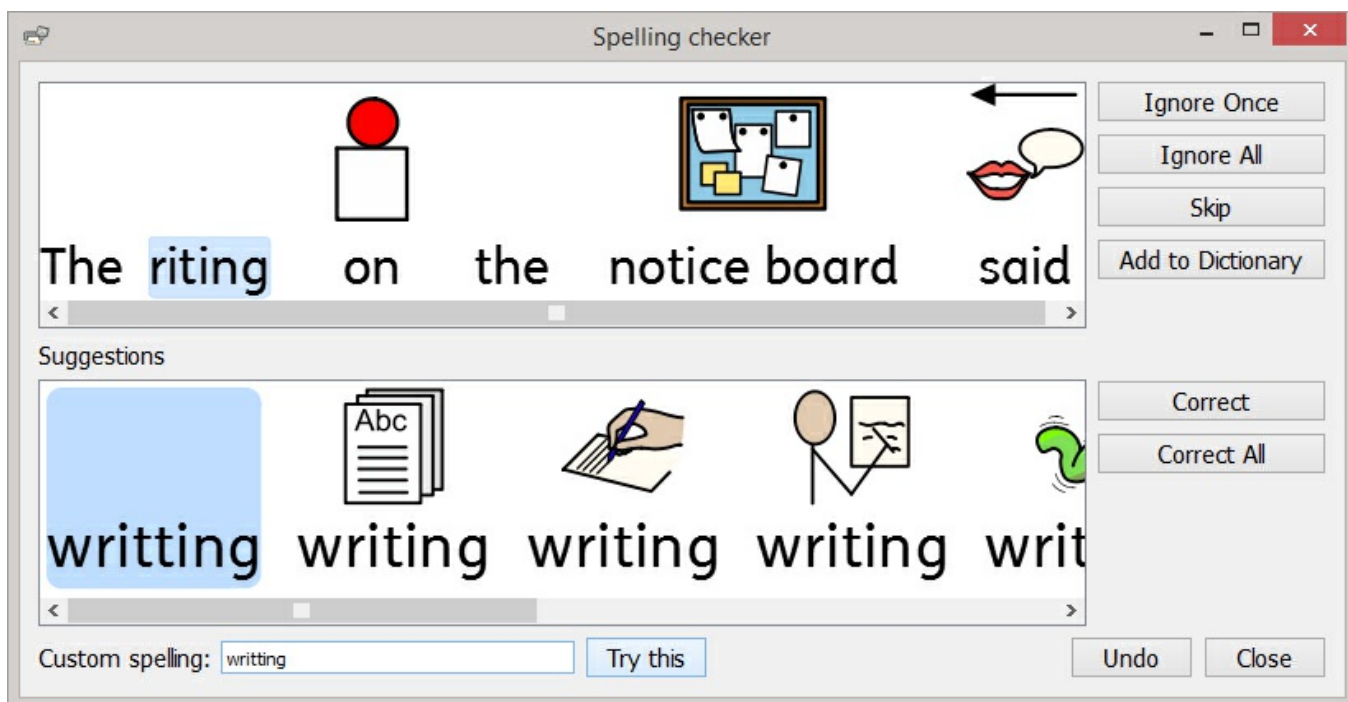 Spelling checker
Ignore Once
Ignore All
Skip
Add to Dictionary
The riting on the notice board said
Suggestions
Abc
Correct
Correct All
writting writing writing writing writ
Custom spelling: writting Try this Undo Close